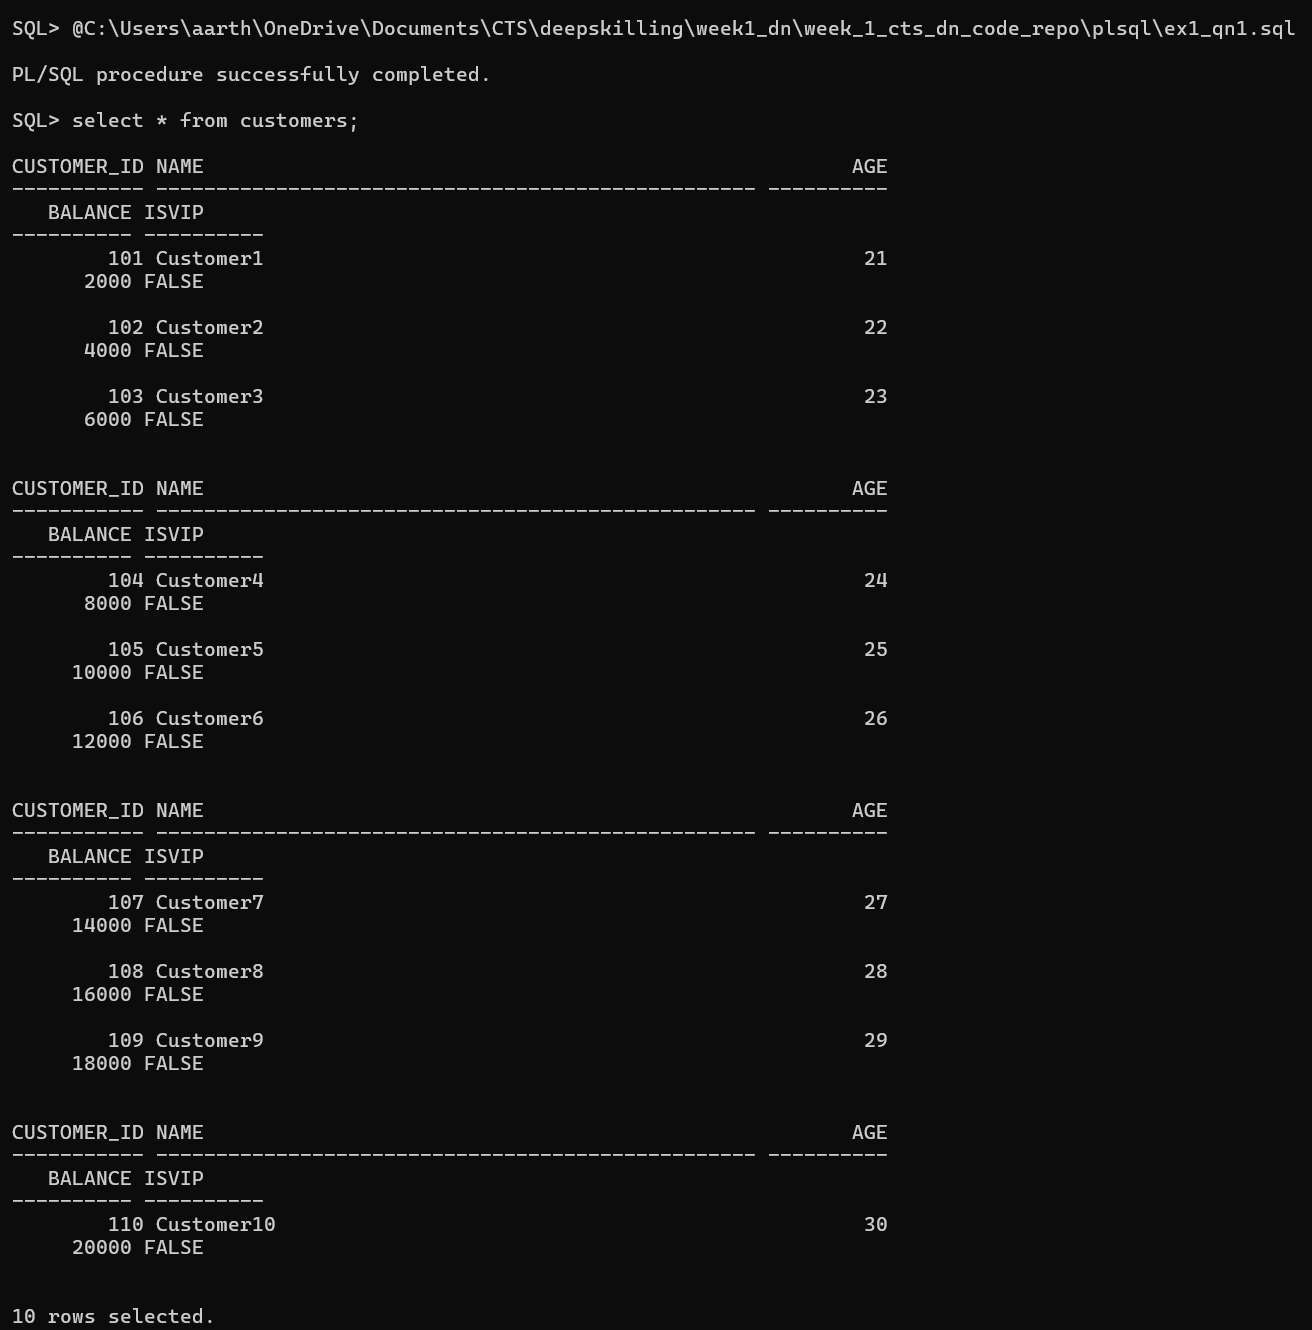 SQL> @C:\Users\aarth\OneDrive\Documents\CTS\deepskilling\week1_dn\week_1_cts_dn_code_repo\plsql\ex1_qn1.sql
PL/SQL procedure successfully completed.
SQL> select * from customers;
CUSTOMER_ID NAME                                                      AGE
----------- -------------------------------------------------- ----------
   BALANCE ISVIP
---------- ----------
        101 Customer1                                                  21
      2000 FALSE
        102 Customer2                                                  22
      4000 FALSE
        103 Customer3                                                  23
      6000 FALSE
CUSTOMER_ID NAME                                                      AGE
----------- -------------------------------------------------- ----------
   BALANCE ISVIP
---------- ----------
        104 Customer4                                                  24
      8000 FALSE
        105 Customer5                                                  25
     10000 FALSE
        106 Customer6                                                  26
     12000 FALSE
CUSTOMER_ID NAME                                                      AGE
----------- -------------------------------------------------- ----------
   BALANCE ISVIP
---------- ----------
        107 Customer7                                                  27
     14000 FALSE
        108 Customer8                                                  28
     16000 FALSE
        109 Customer9                                                  29
     18000 FALSE
CUSTOMER_ID NAME                                                      AGE
----------- -------------------------------------------------- ----------
   BALANCE ISVIP
---------- ----------
        110 Customer10                                                 30
     20000 FALSE
10 rows selected.